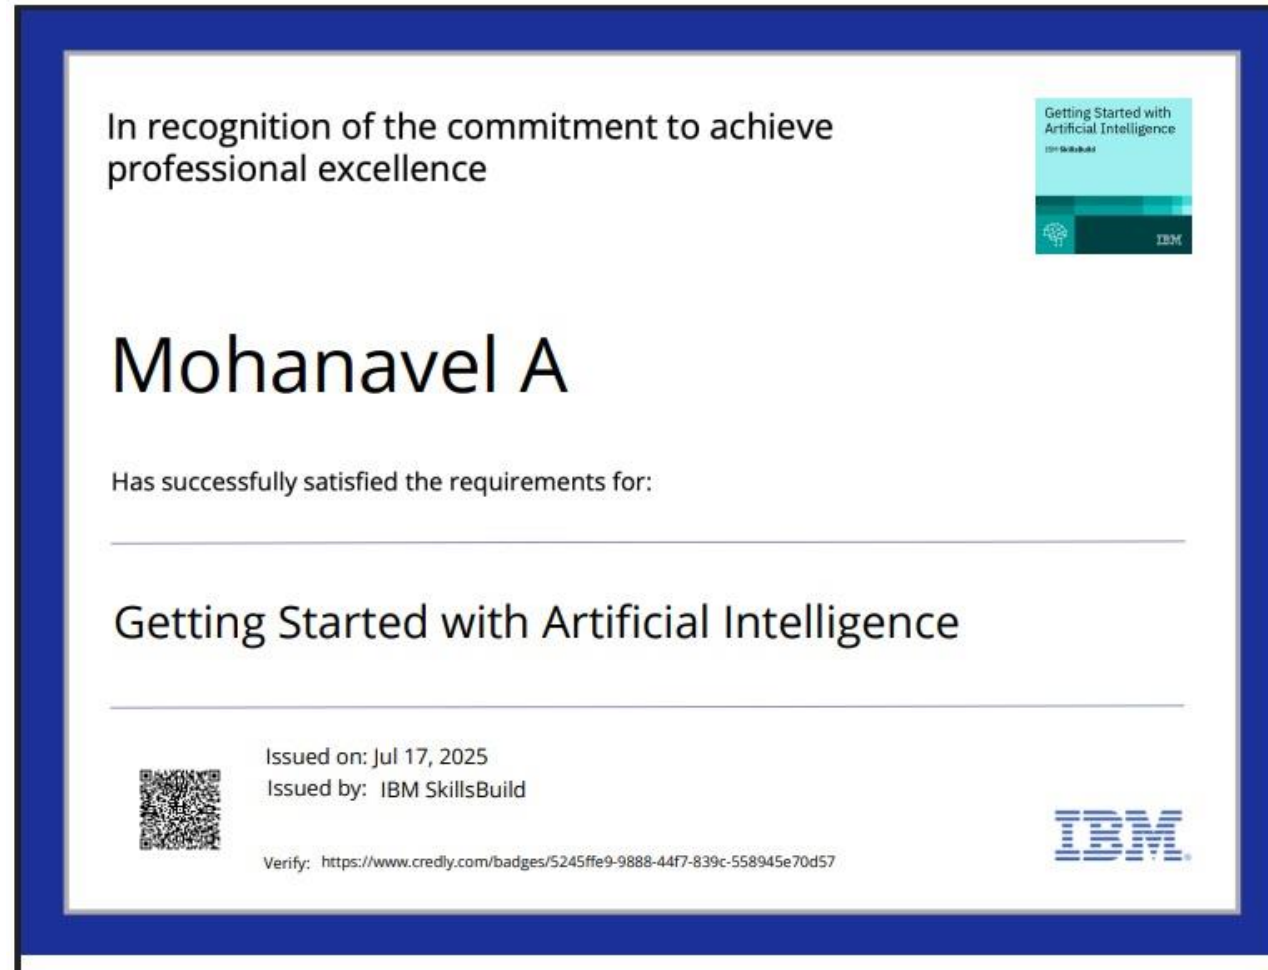 In recognition of the commitment to achieve
professional excellence
Getting Started with
Artificial Intelligence
IBM SkillsBuild
IBM
Mohanavel A
Has successfully satisfied the requirements for:
Getting Started with Artificial Intelligence
Issued on: Jul 17, 2025
Issued by: IBM SkillsBuild
Verify: https://www.credly.com/badges/5245ffe9-9888-44f7-839c-558945e70d57
IBM®